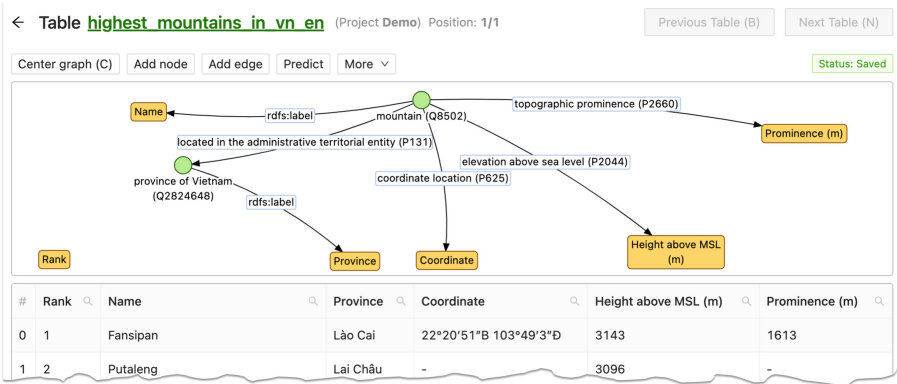 ← Table highest_mountains_in_vn_en (Project Demo) Position: 1/1 Previous Table (B) Next Table (N)
Center graph (C) Add node Add edge Predict More Status: Saved
Name
rdfs:label
mountain (Q8502)
topographic prominence (P2660)
Prominence (m)
located in the administrative territorial entity (P131)
elevation above sea level (P2044)
province of Vietnam
(Q2824648)
coordinate location (P625)
rdfs:label
Rank
Province
Coordinate
Height above MSL
(m)
# Rank Name Province Coordinate Height above MSL (m) Prominence (m)
0 1 Fansipan Lào Cai 22°20′51″B 103°49′3″Đ 3143 1613
1 2 Putaleng Lai Châu - 3096 -